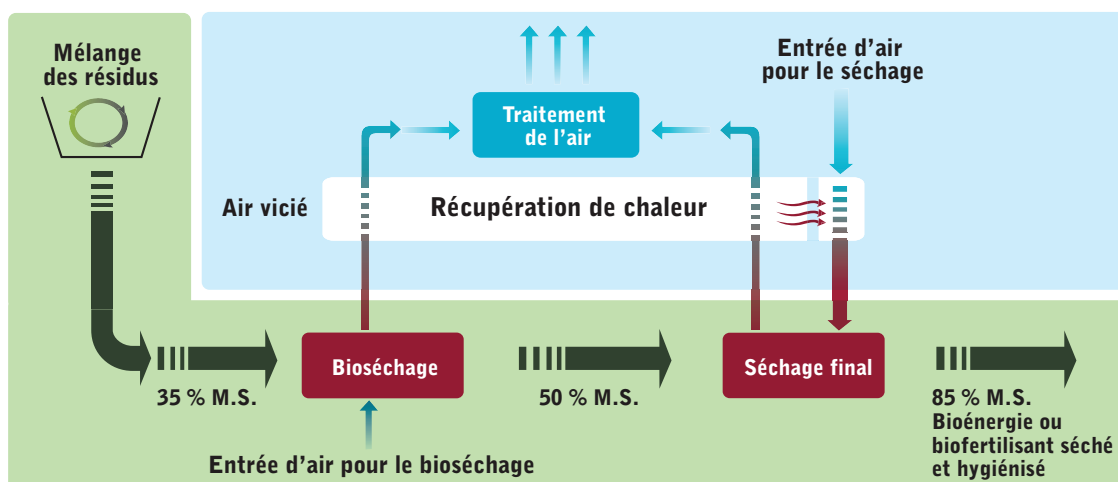 Mélange
des résidus
Entrée d'air
pour le séchage
Traitement
de l'air
Air vicié
Récupération de chaleur
Bioséchage
Séchage final
35 % M.S.
50 % M.S.
85 % M.S.
Bioénergie ou
biofertilisant séché
et hygiénisé
Entrée d'air pour le bioséchage